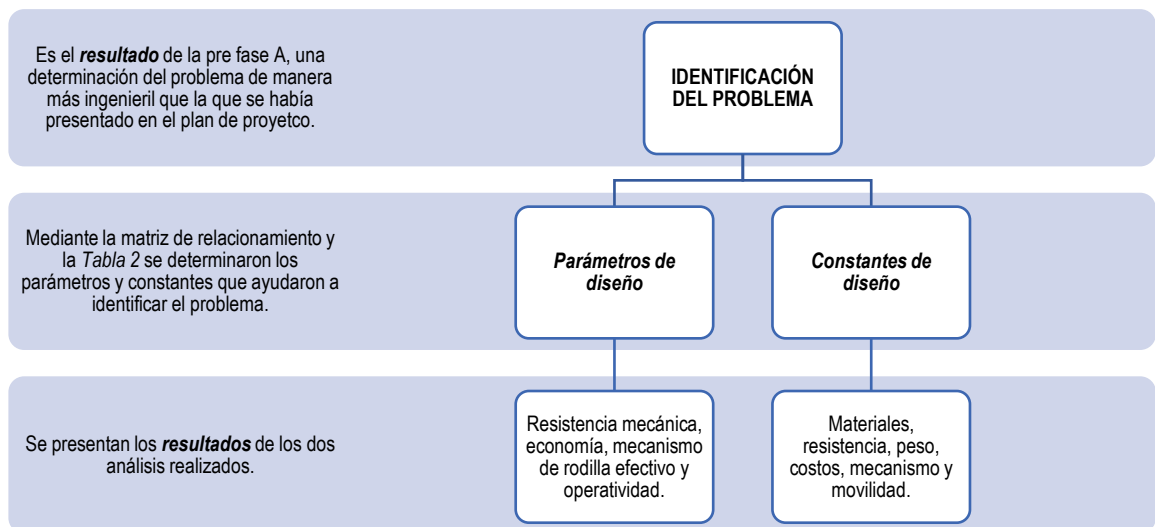 Es el resultado de la pre fase A, una
determinación del problema de manera
más ingenieril que la que se había
presentado en el plan de proyetco.
IDENTIFICACIÓN
DEL PROBLEMA
Mediante la matriz de relacionamiento y
la Tabla 2 se determinaron los
parámetros y constantes que ayudaron a
identificar el problema.
Parámetros de
diseño
Constantes de
diseño
Se presentan los resultados de los dos
análisis realizados.
Resistencia mecánica,
economía, mecanismo
de rodilla efectivo y
operatividad.
Materiales,
resistencia, peso,
costos, mecanismo y
movilidad.